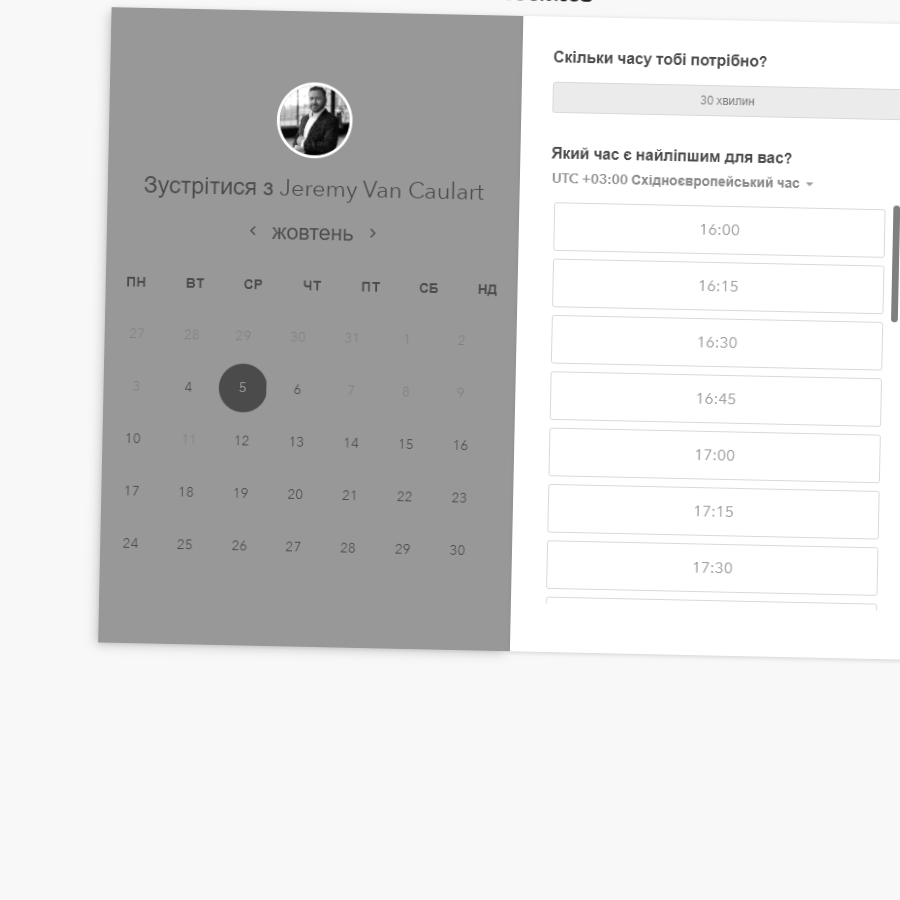 Зустрітися з Jeremy Van Caulart
жовтень
ПН ВТ СР ЧТ ПТ СБ НД
27 28 29 30 31 1 2
3 4 5 6 7 8 9
10 11 12 13 14 15 16
17 18 19 20 21 22 23
24 25 26 27 28 29 30
Скільки часу тобі потрібно?
30 хвилин
Який час є найліпшим для вас?
UTC +03:00 Східноєвропейський час
16:00
16:15
16:30
16:45
17:00
17:15
17:30